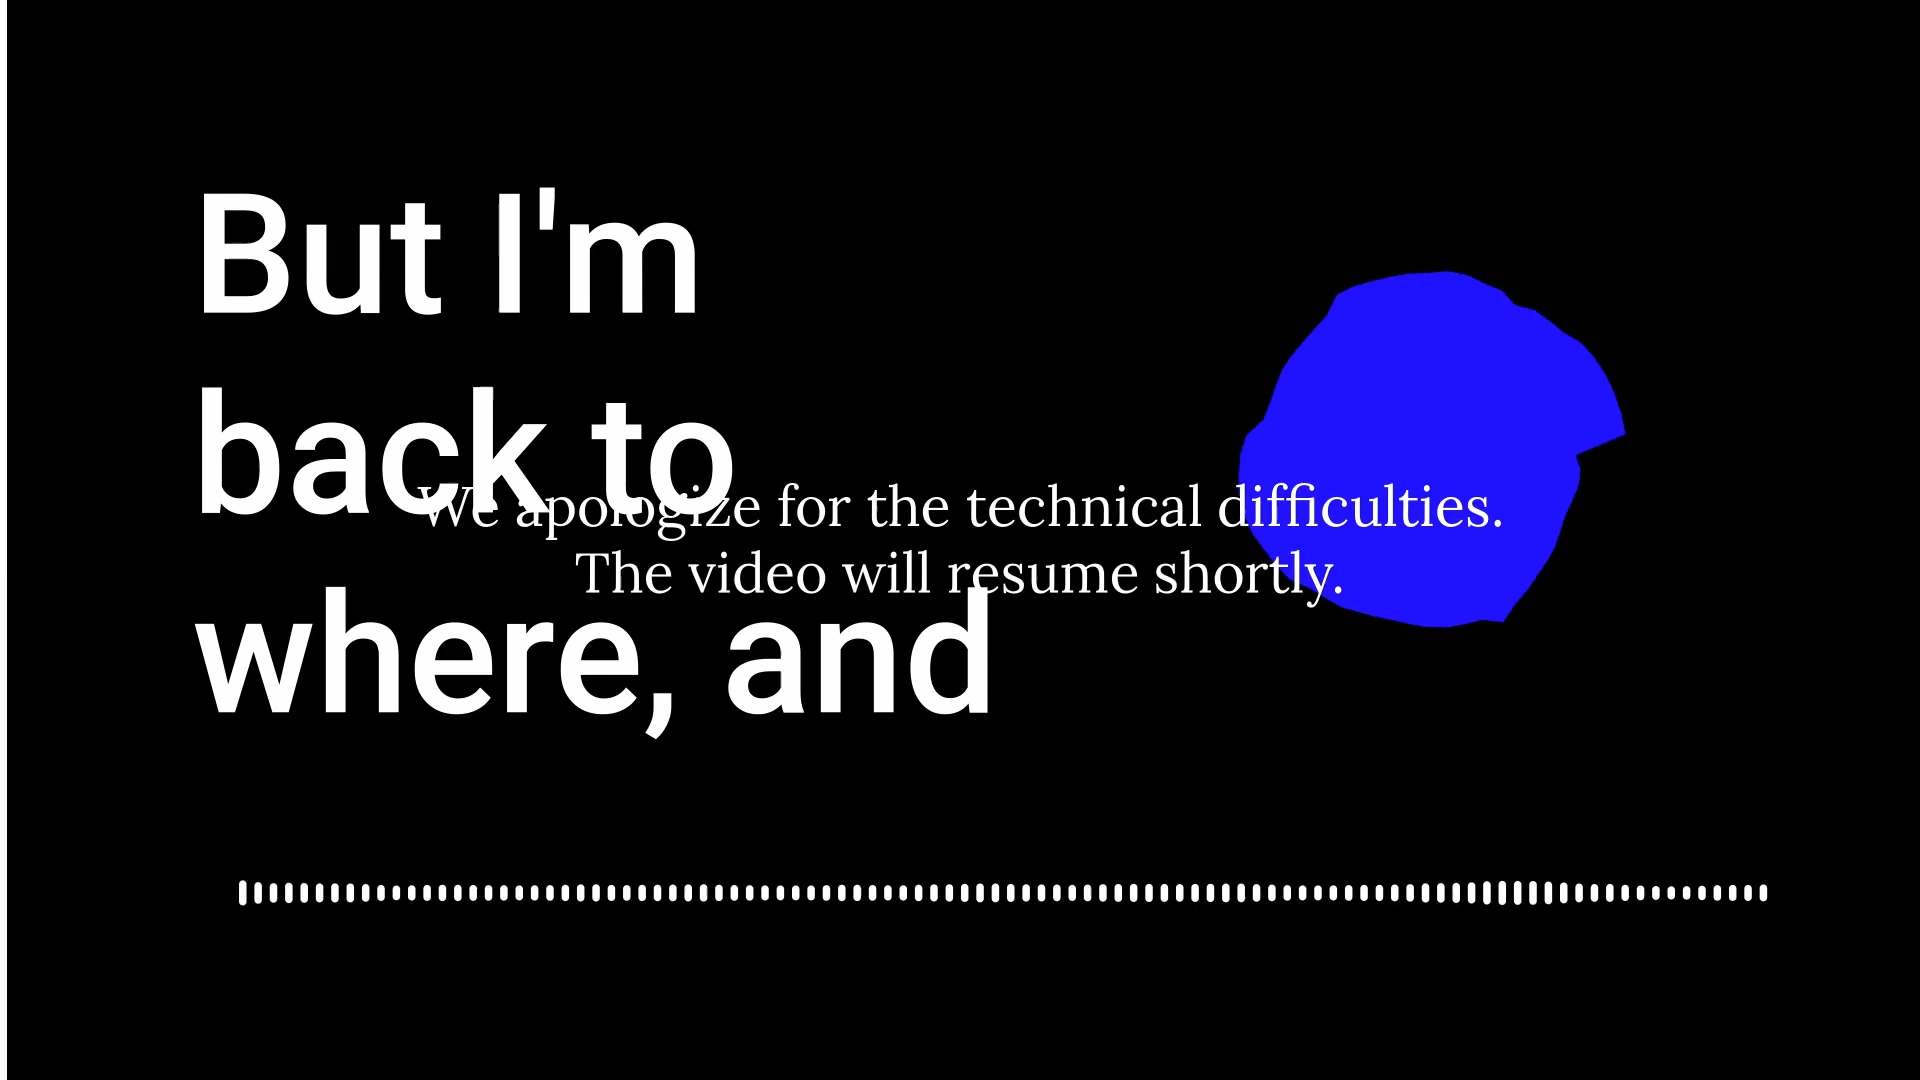 But I'm
back to
where, and
We apologize for the technical difficulties.
The video will resume shortly.